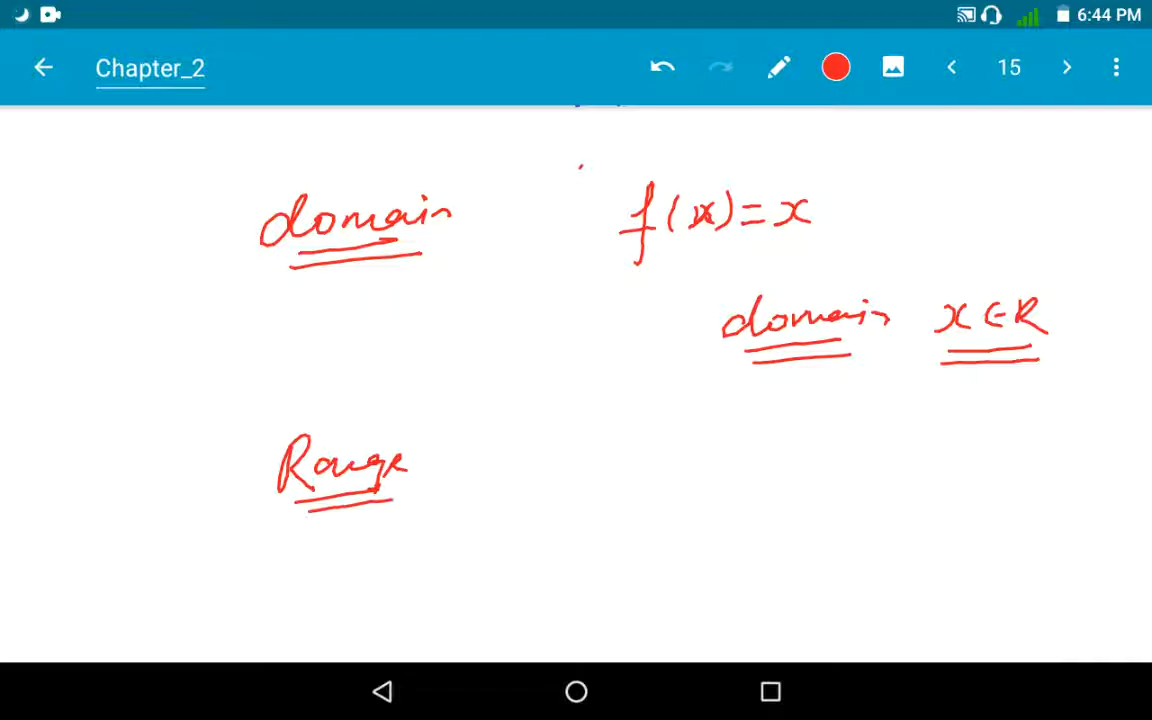 6:44 PM
Chapter_2
15
domain
f(x)=x
domain x∈R
Range